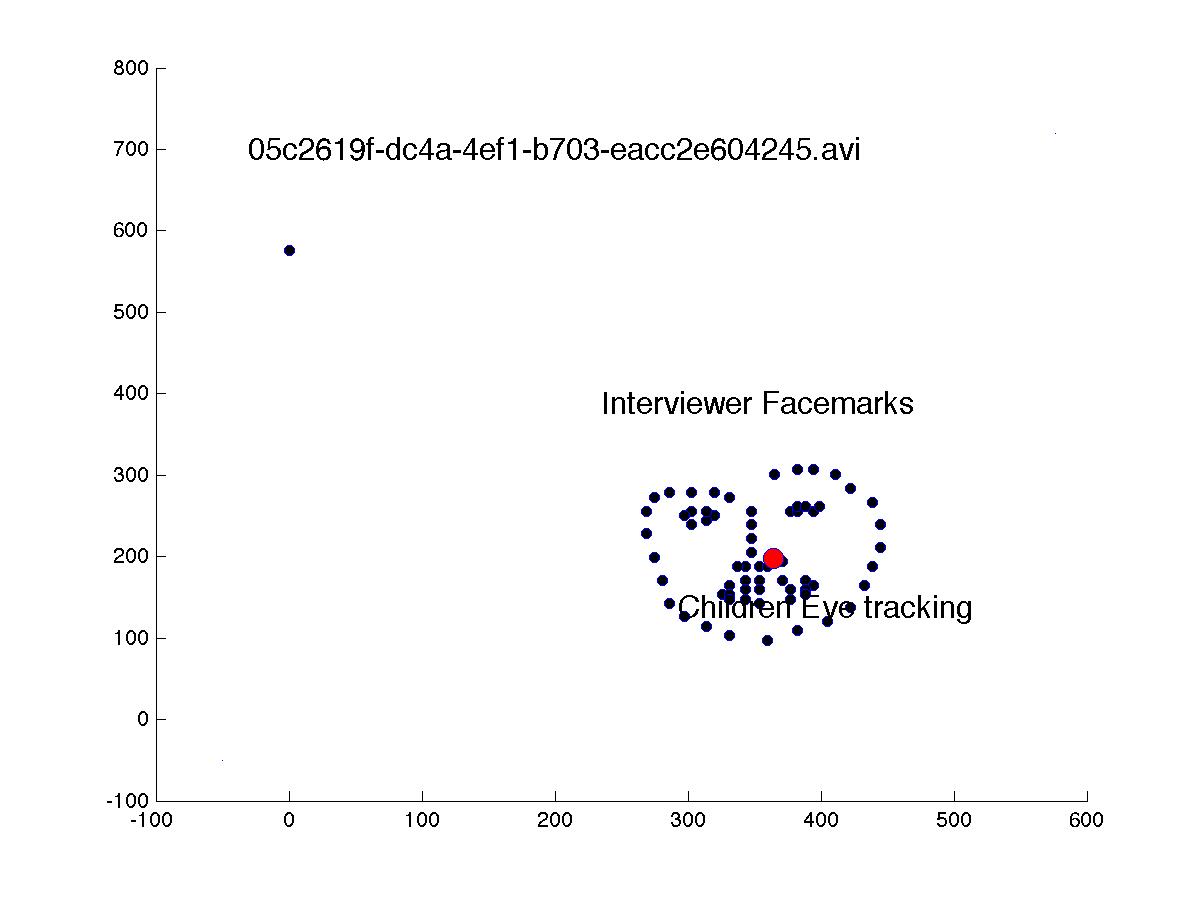 800
700
05c2619f-dc4a-4ef1-b703-eacc2e604245.avi
600
500
400
Interviewer Facemarks
300
200
Children Eye tracking
100
0
-100
-100 0 100 200 300 400 500 600